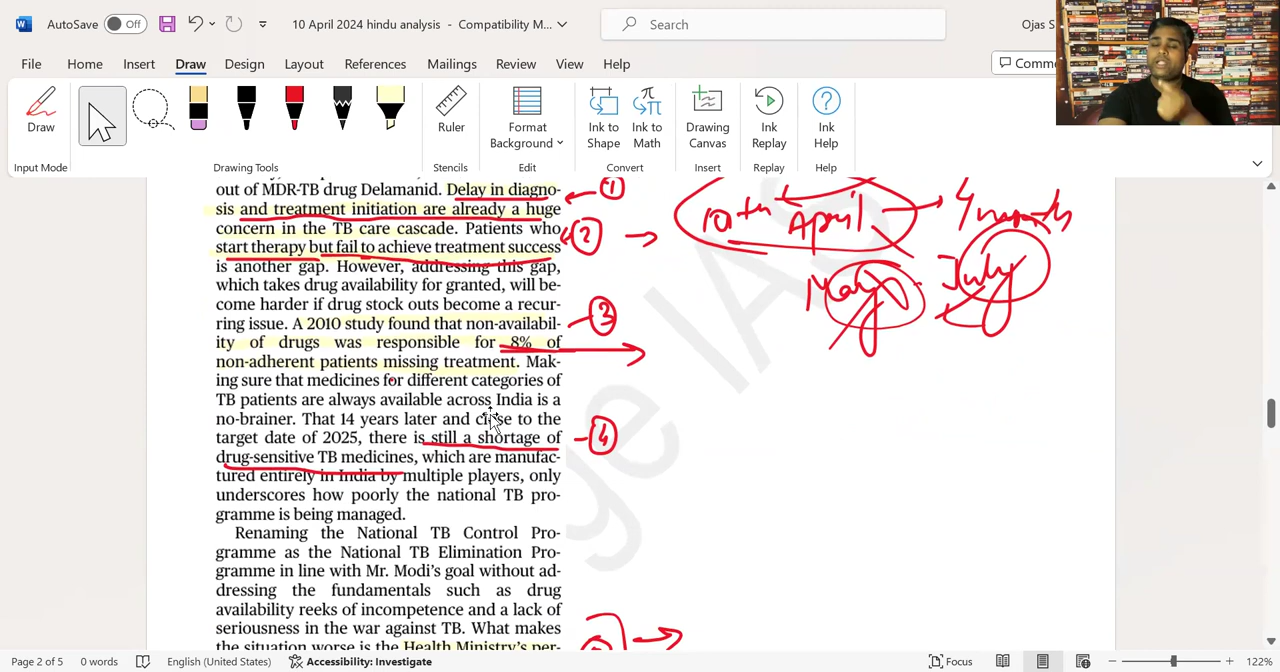 AutoSave Off 10 April 2024 hindu analysis - Compatibility M... Search Ojas S
File Home Insert Draw Design Layout References Mailings Review View Help Comm
Draw Ruler Format Background Ink to Shape Ink to Math Drawing Canvas Ink Replay Ink Help
Input Mode Drawing Tools Stencils Edit Convert Insert Replay Help
out of MDR-TB drug Delamanid. Delay in diagno-
sis and treatment initiation are already a huge
concern in the TB care cascade. Patients who
start therapy but fail to achieve treatment success
is another gap. However, addressing this gap,
which takes drug availability for granted, will be-
come harder if drug stock outs become a recur-
ring issue. A 2010 study found that non-availabil-
ity of drugs was responsible for 8% of
non-adherent patients missing treatment. Mak-
ing sure that medicines for different categories of
TB patients are always available across India is a
no-brainer. That 14 years later and close to the
target date of 2025, there is still a shortage of
drug-sensitive TB medicines, which are manufac-
tured entirely in India by multiple players, only
underscores how poorly the national TB pro-
gramme is being managed.
Renaming the National TB Control Pro-
gramme as the National TB Elimination Pro-
gramme in line with Mr. Modi's goal without ad-
dressing the fundamentals such as drug
availability reeks of incompetence and a lack of
seriousness in the war against TB. What makes
the situation worse is the Health Ministry's per-
1
2
3
4
10th April 4 months
May July
ge IAS
Page 2 of 5 0 words English (United States) Accessibility: Investigate Focus 122%